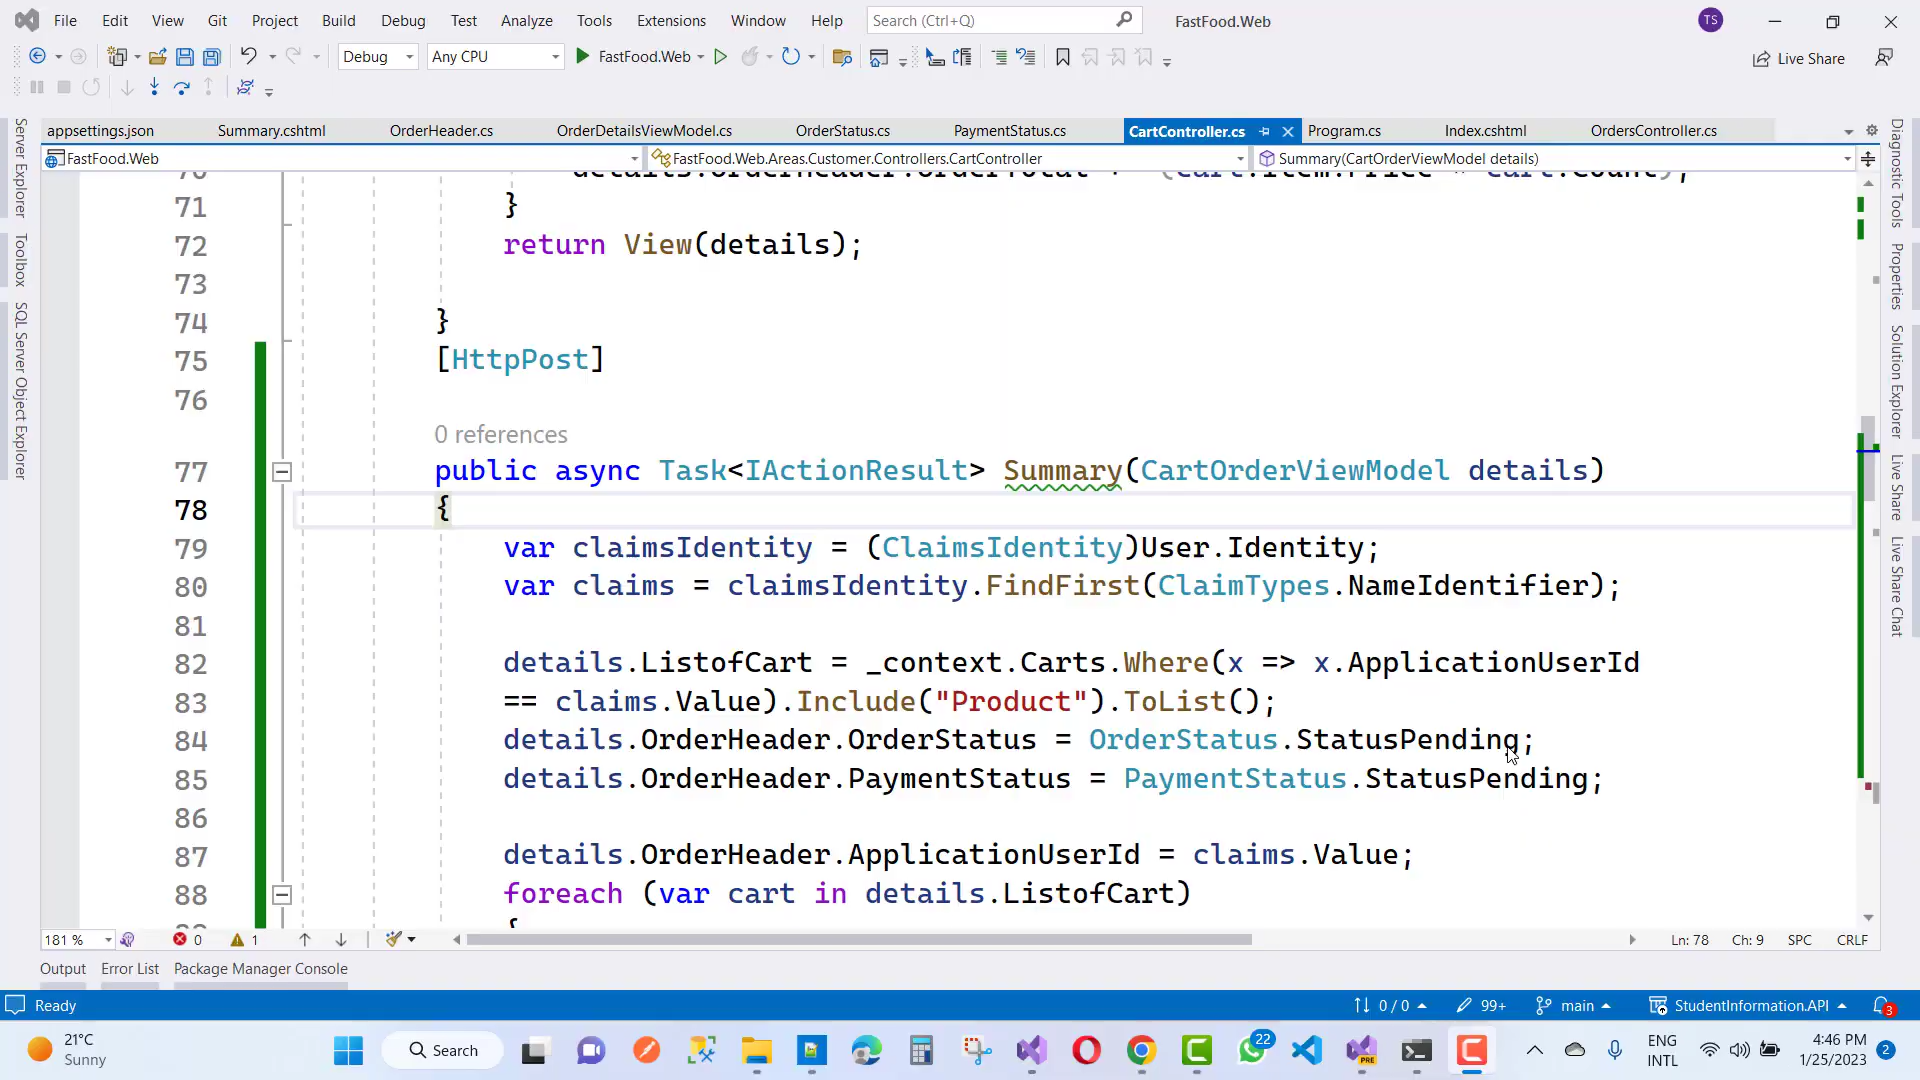 File Edit View Git Project Build Debug Test Analyze Tools Extensions Window Help Search (Ctrl+Q) FastFood.Web TS
Debug Any CPU FastFood.Web Live Share
appsettings.json Summary.cshtml OrderHeader.cs OrderDetailsViewModel.cs OrderStatus.cs PaymentStatus.cs CartController.cs Program.cs Index.cshtml OrdersController.cs
FastFood.Web FastFood.Web.Areas.Customer.Controllers.CartController Summary(CartOrderViewModel details)
Server Explorer
Toolbox
SQL Server Object Explorer
71 }
72 return View(details);
73
74 }
75 [HttpPost]
76
0 references
77 public async Task<IActionResult> Summary(CartOrderViewModel details)
78 {
79 var claimsIdentity = (ClaimsIdentity)User.Identity;
80 var claims = claimsIdentity.FindFirst(ClaimTypes.NameIdentifier);
81
82 details.ListofCart = _context.Carts.Where(x => x.ApplicationUserId
83 == claims.Value).Include("Product").ToList();
84 details.OrderHeader.OrderStatus = OrderStatus.StatusPending;
85 details.OrderHeader.PaymentStatus = PaymentStatus.StatusPending;
86
87 details.OrderHeader.ApplicationUserId = claims.Value;
88 foreach (var cart in details.ListofCart)
{
Diagnostic Tools
Properties
Solution Explorer
Live Share
Live Share Chat
181 % 0 1 Ln: 78 Ch: 9 SPC CRLF
Output Error List Package Manager Console
Ready 0 / 0 99+ main StudentInformation.API 3
21°C
Sunny
Search 22 PRE ENG
INTL
4:46 PM
1/25/2023 2